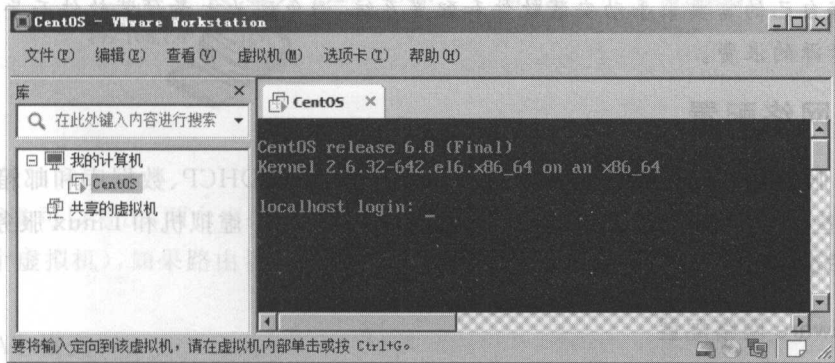 CentOS - VMware Workstation
文件(F) 编辑(E) 查看(V) 虚拟机(M) 选项卡(T) 帮助(H)
库
在此处键入内容进行搜索
我的计算机
CentOS
共享的虚拟机
CentOS
CentOS release 6.8 (Final)
Kernel 2.6.32-642.el6.x86_64 on an x86_64
localhost login: _
要将输入定向到该虚拟机，请在虚拟机内部单击或按 Ctrl+G。